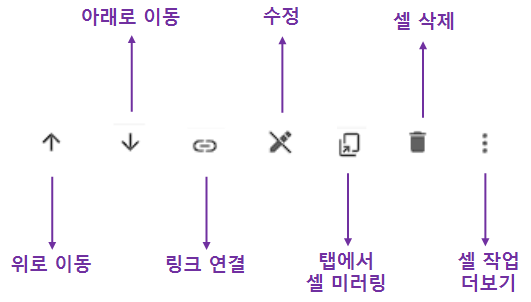 아래로 이동
수정
셀 삭제
위로 이동
링크 연결
탭에서
셀 미러링
셀 작업
더보기